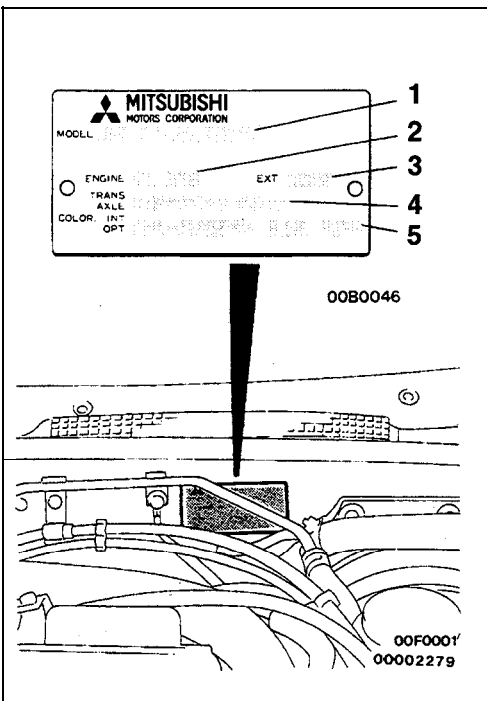 MITSUBISHI
MOTORS CORPORATION
1
MODEL
2
ENGINE
EXT
3
TRANS
AXLE
4
COLOR. INT
OPT
5
00B0046
00F0001
00002279